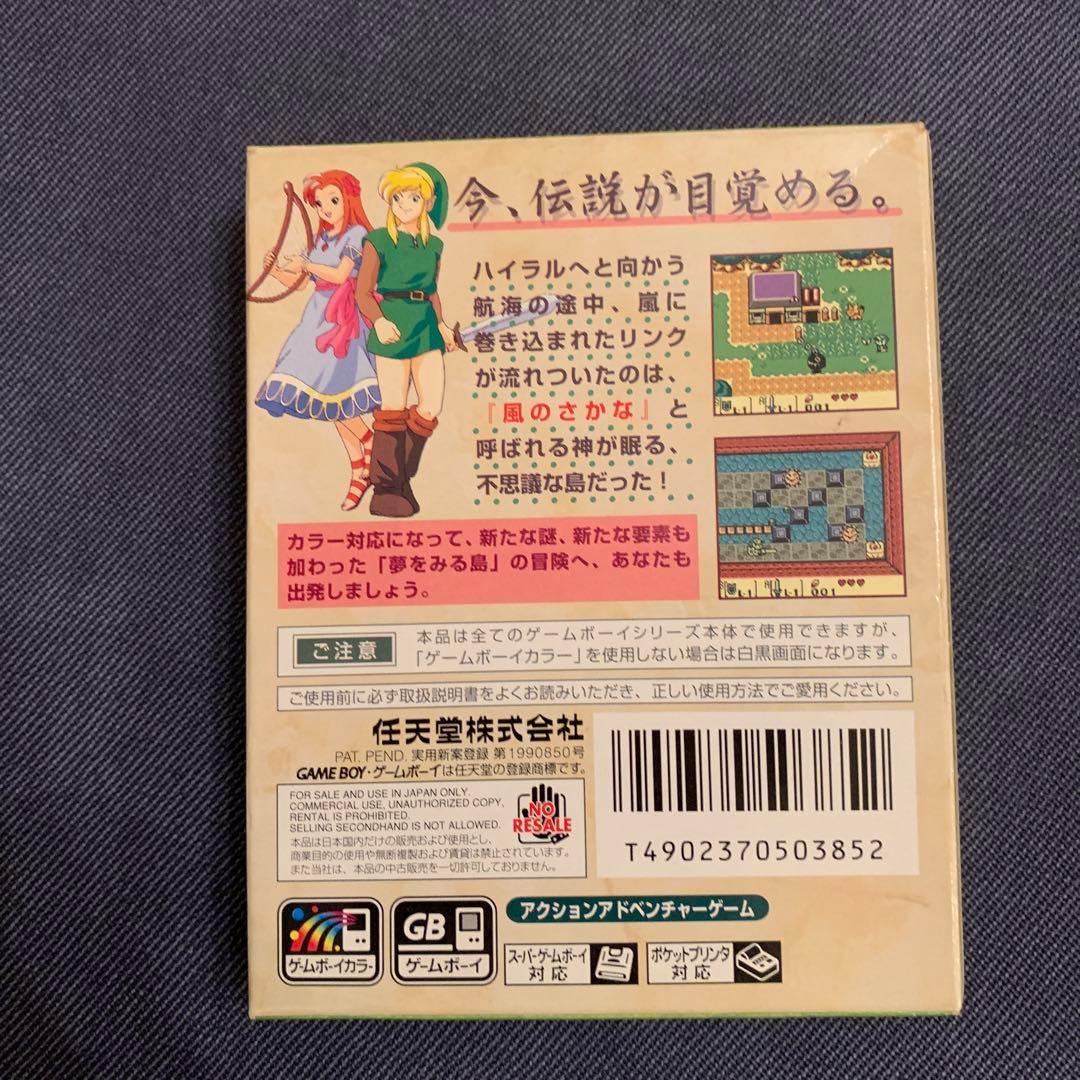 今、伝説が目覚める。
ハイラルへと向かう
航海の途中、嵐に
巻き込まれたリンク
が流れついたのは、
『風のさかな』と
呼ばれる神が眠る、
不思議な島だった！
L-1 L-1 001
L-1 L-1 001
カラー対応になって、新たな謎、新たな要素も
加わった「夢をみる島」の冒険へ、あなたも
出発しましょう。
ご注意
本品は全てのゲームボーイシリーズ本体で使用できますが、
「ゲームボーイカラー」を使用しない場合は白黒画面になります。
ご使用前に必ず取扱説明書をよくお読みいただき、正しい使用方法でご愛用ください。
任天堂株式会社
PAT. PEND. 実用新案登録 第1990850号
GAME BOY・ゲームボーイは任天堂の登録商標です。
FOR SALE AND USE IN JAPAN ONLY.
COMMERCIAL USE, UNAUTHORIZED COPY,
RENTAL IS PROHIBITED.
SELLING SECONDHAND IS NOT ALLOWED.
本品は日本国内だけの販売および使用とし、
商業目的の使用や無断複製および賃貸は禁止されています。
また当社は、本品の中古販売を一切許可しておりません。
NO
RESALE
T4902370503852
ゲームボーイカラー
GB
ゲームボーイ
アクションアドベンチャーゲーム
スーパーゲームボーイ
対応
ポケットプリンタ
対応